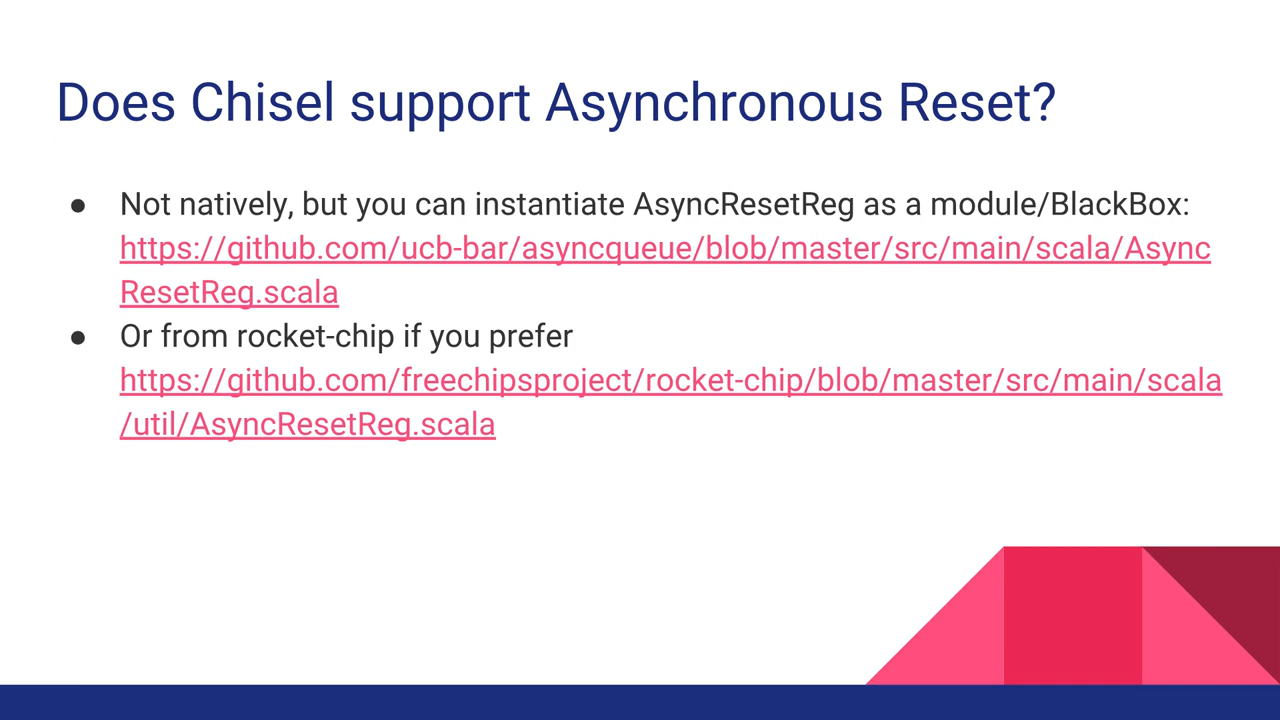 Does Chisel support Asynchronous Reset?
● Not natively, but you can instantiate AsyncResetReg as a module/BlackBox:
https://github.com/ucb-bar/asyncqueue/blob/master/src/main/scala/Async
ResetReg.scala
● Or from rocket-chip if you prefer
https://github.com/freechipsproject/rocket-chip/blob/master/src/main/scala
/util/AsyncResetReg.scala